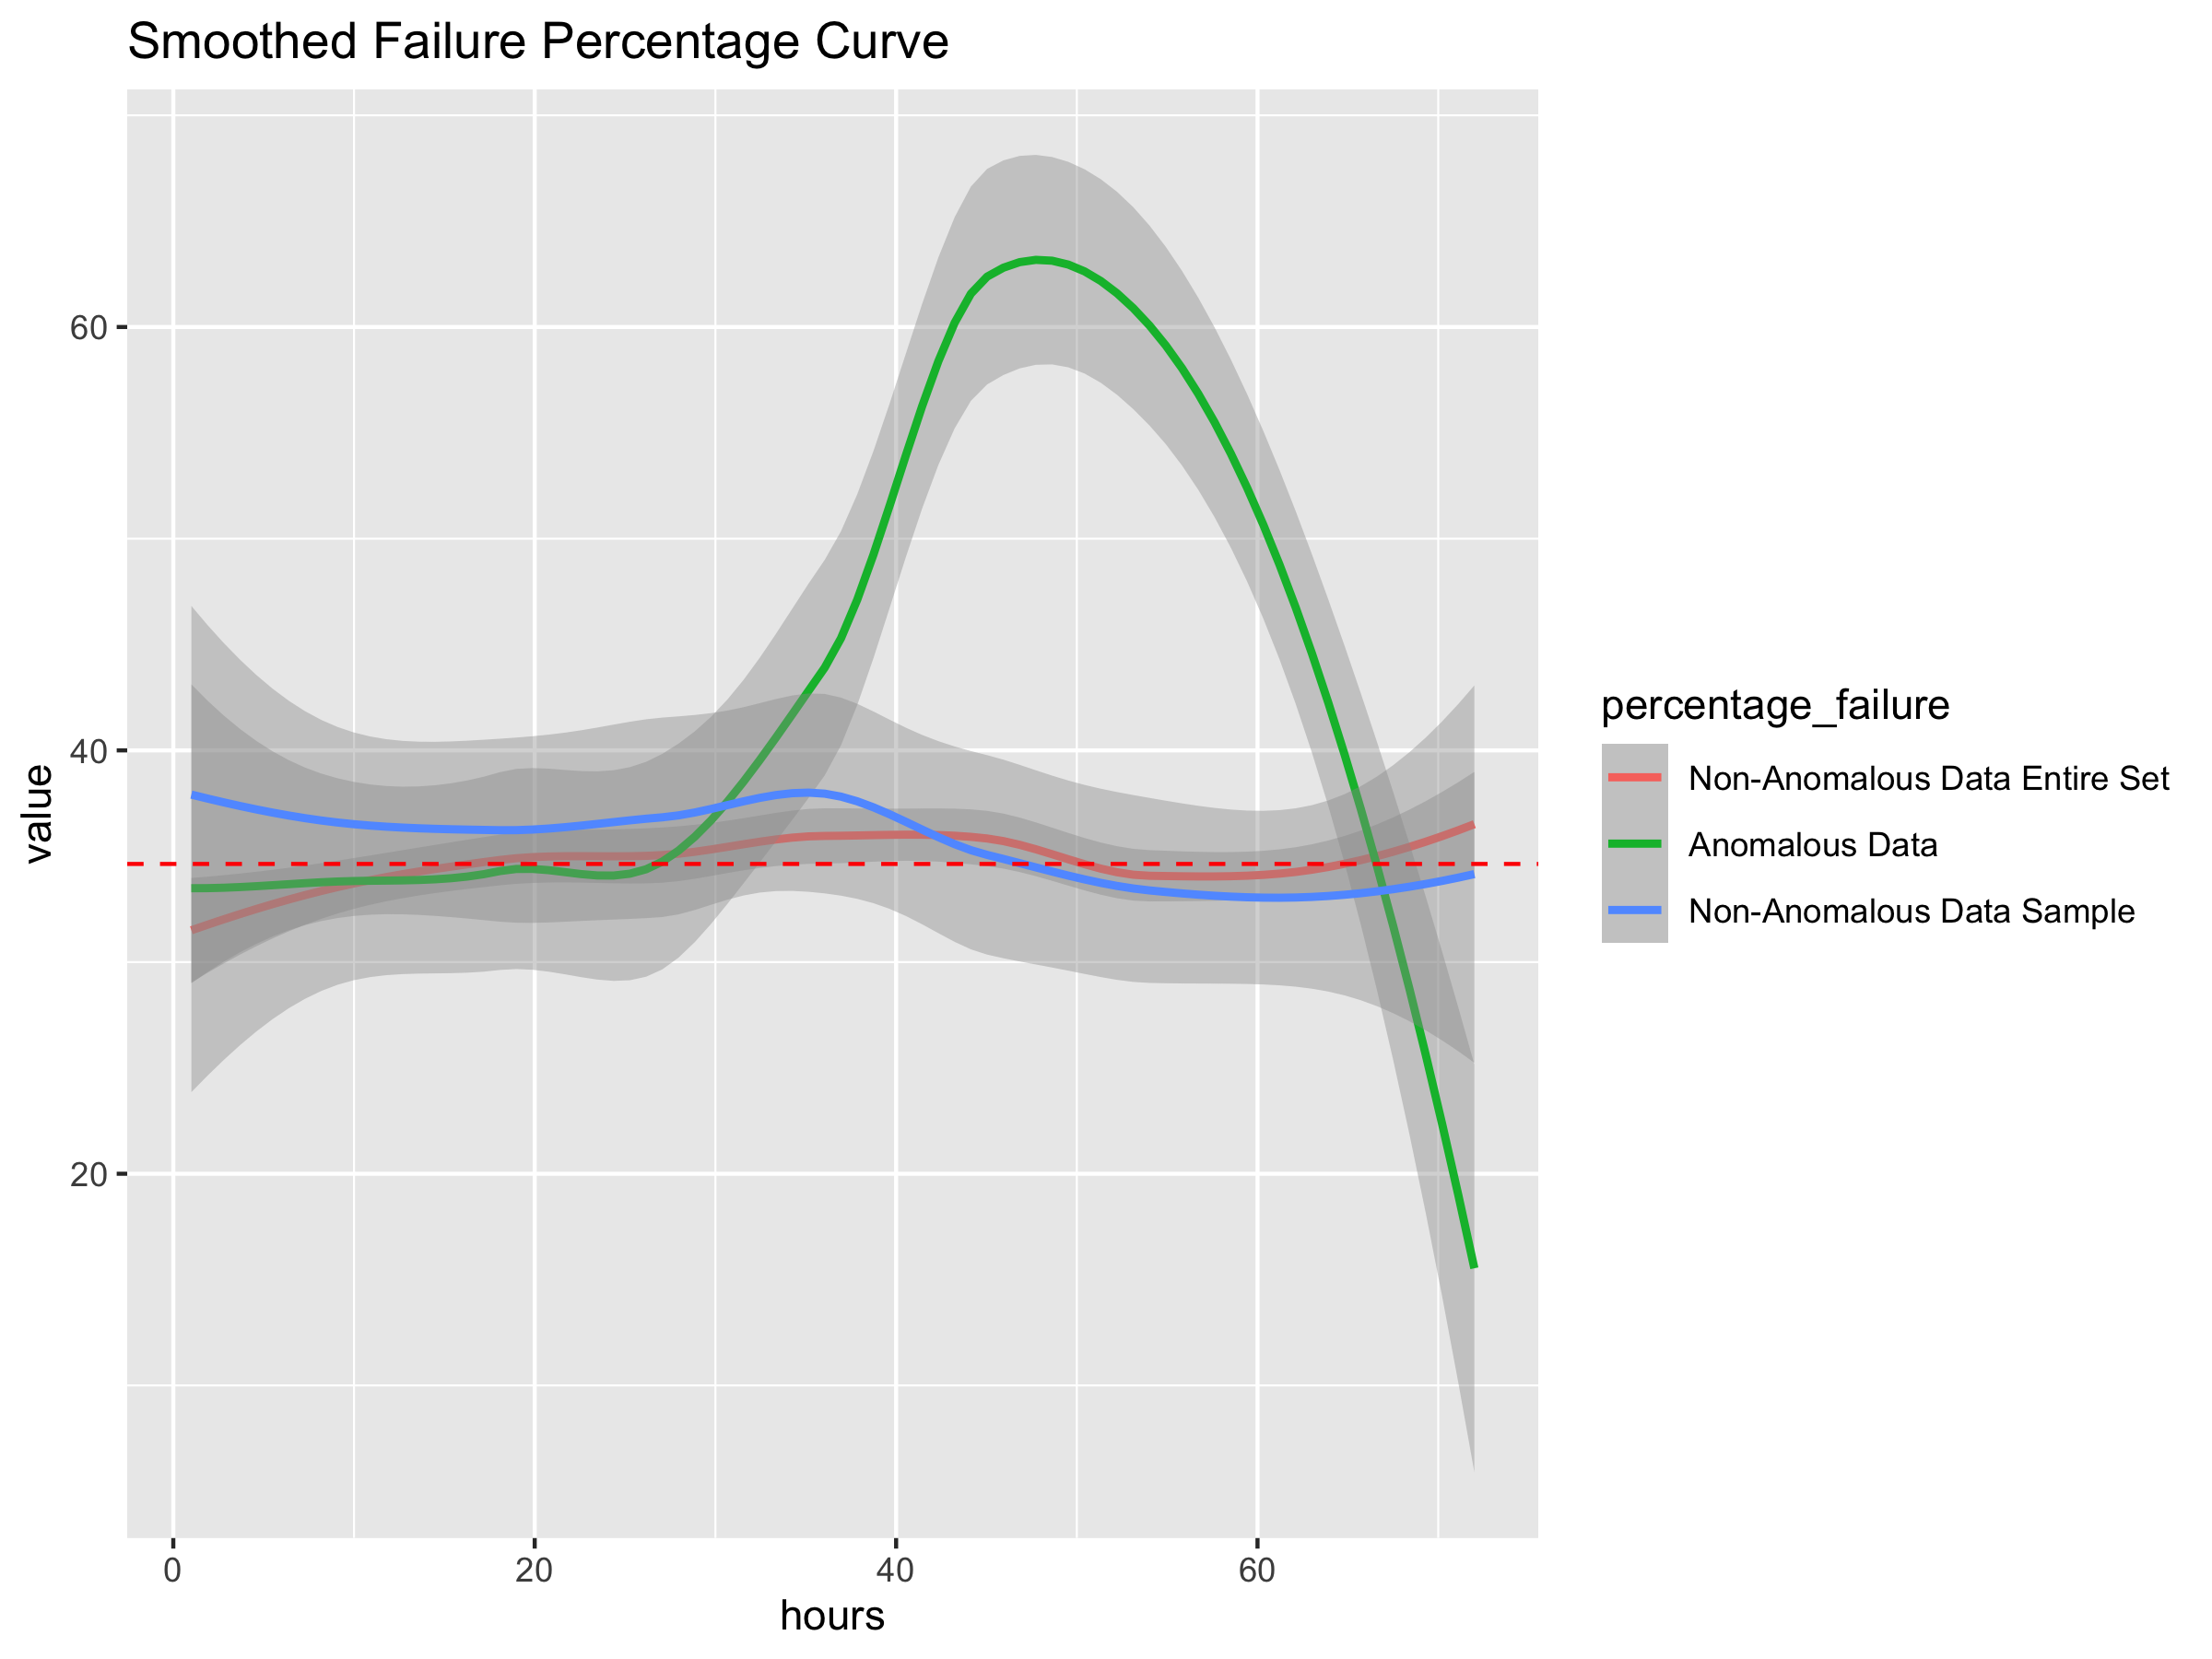 Smoothed Failure Percentage Curve
value
60
40
20
0
20
40
60
hours
percentage_failure
Non-Anomalous Data Entire Set
Anomalous Data
Non-Anomalous Data Sample